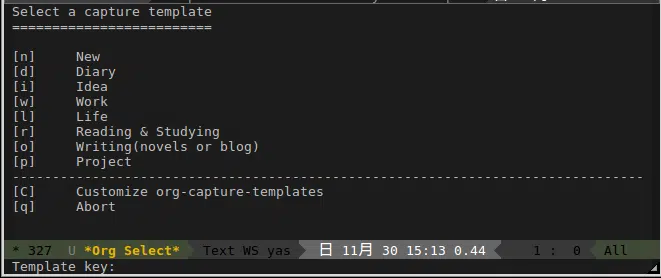 Select a capture template
=========================
[n] New
[d] Diary
[i] Idea
[w] Work
[l] Life
[r] Reading & Studying
[o] Writing(novels or blog)
[p] Project
-------------------------------------------------------------------------------
[C] Customize org-capture-templates
[q] Abort
* 327 U *Org Select* Text WS yas 日 11月 30 15:13 0.44 1 : 0 All
Template key: